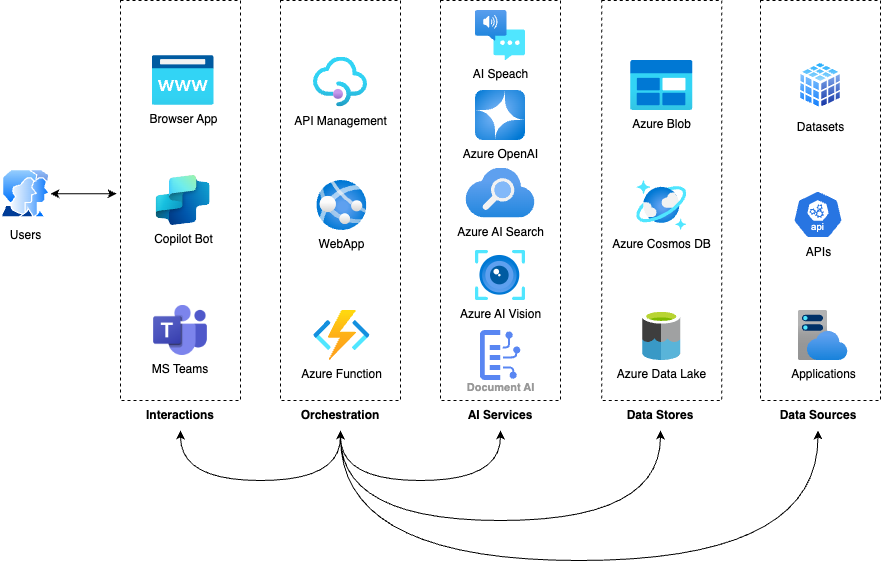 Users
WWW
Browser App
Copilot Bot
T
MS Teams
Interactions
API Management
WebApp
Azure Function
Orchestration
AI Speach
Azure OpenAI
Azure AI Search
Azure AI Vision
Document AI
AI Services
Azure Blob
Azure Cosmos DB
Azure Data Lake
Data Stores
Datasets
api
APIs
Applications
Data Sources